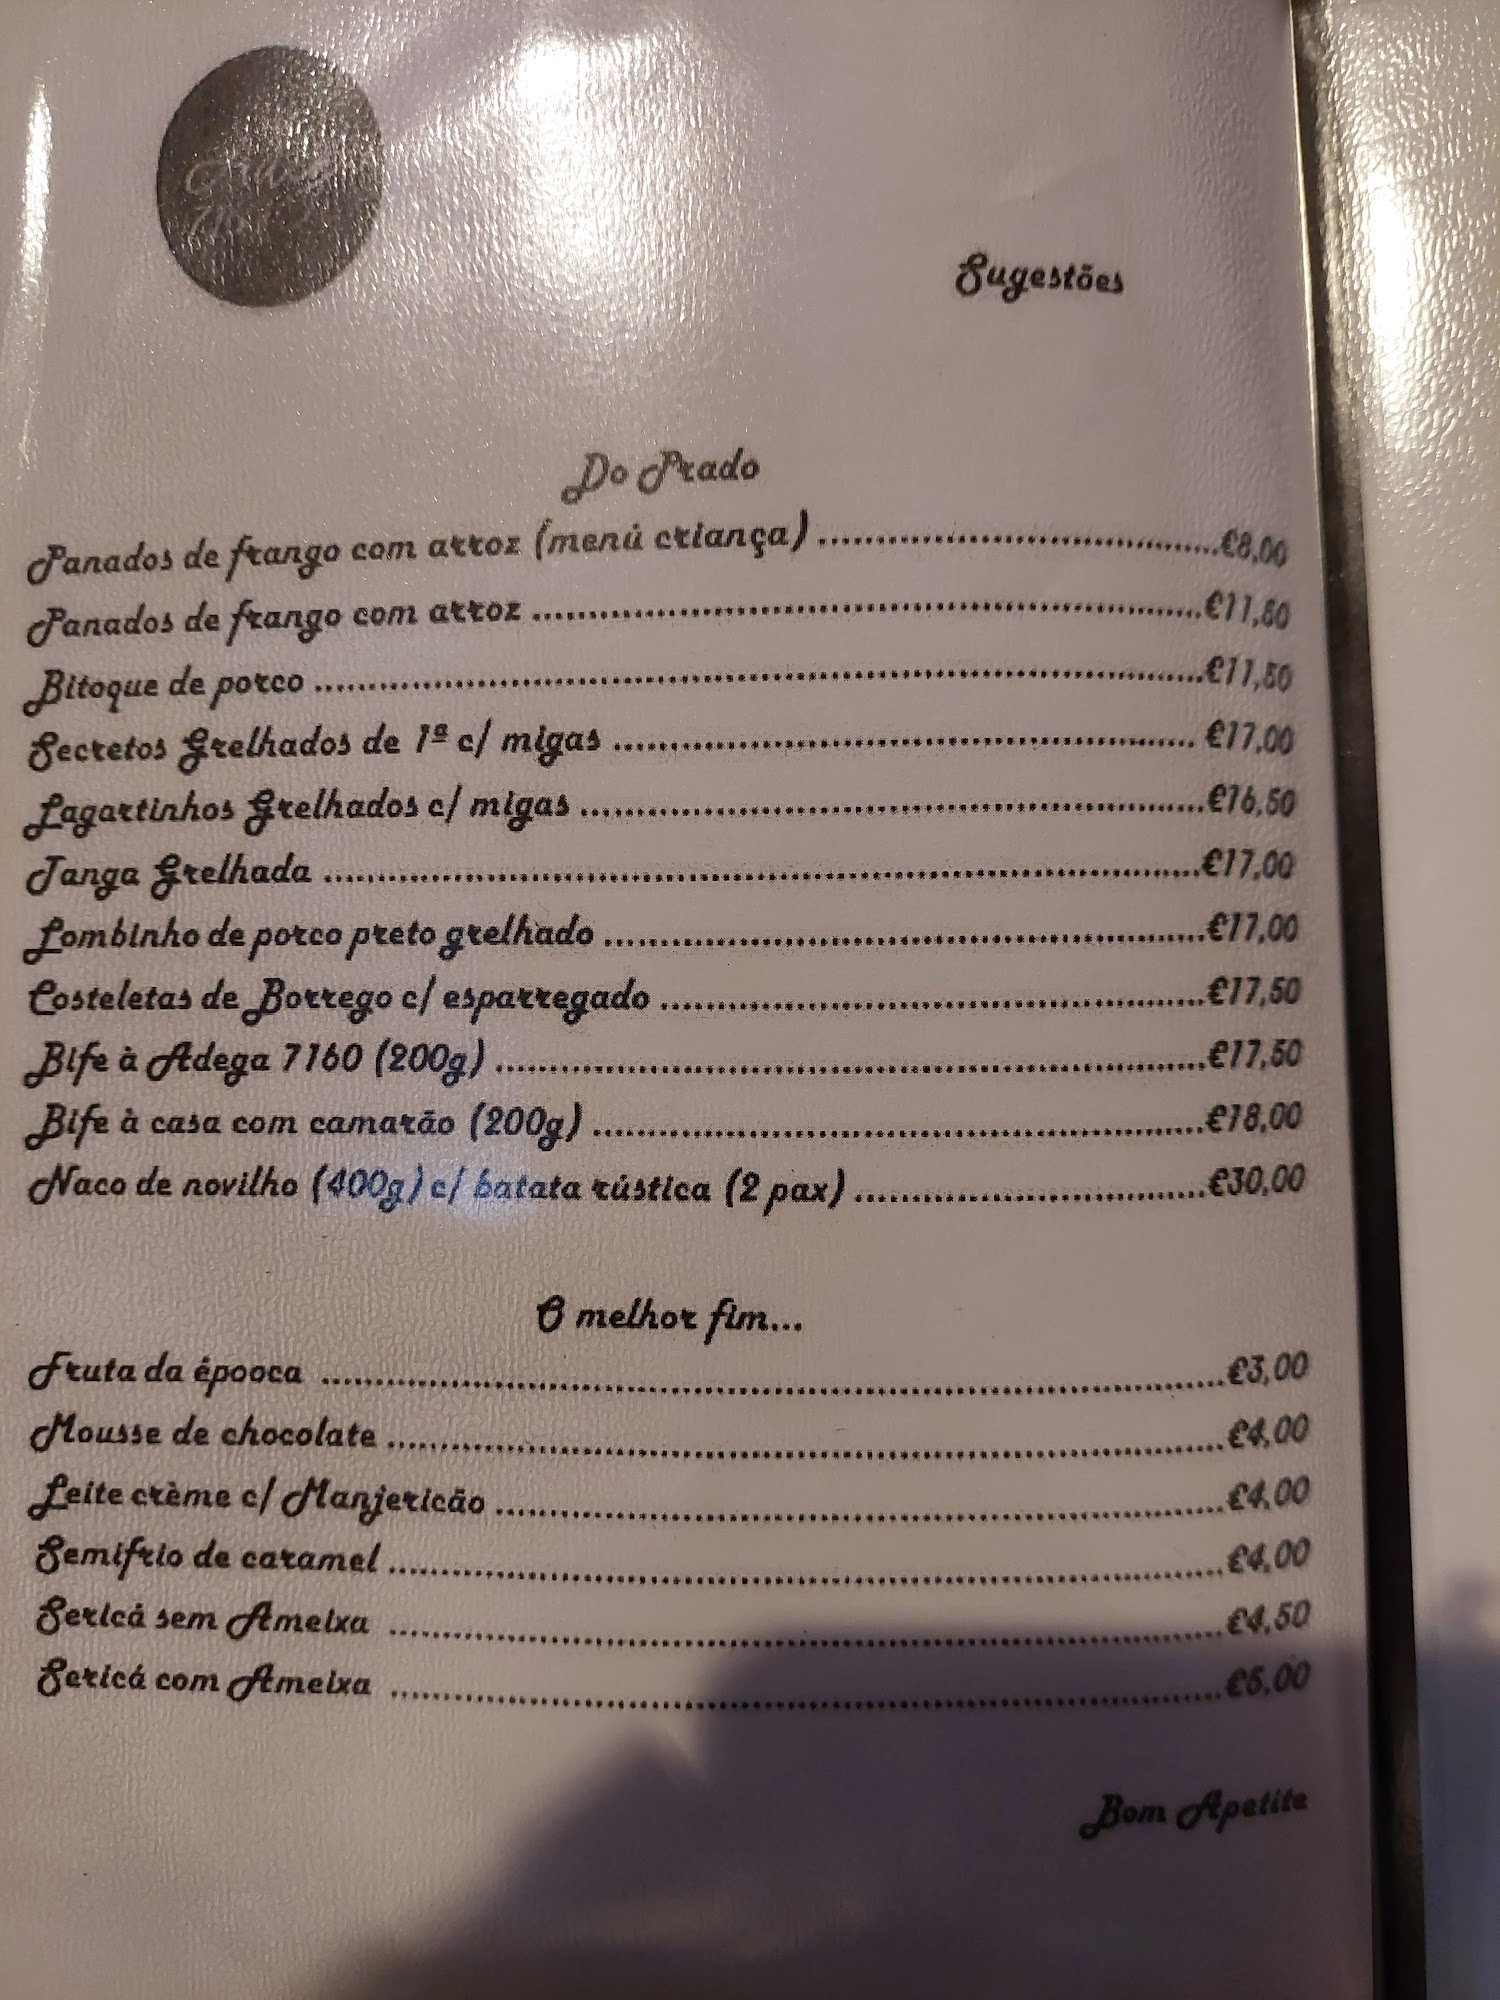 Adega
7160
Sugestões
Do Prado
Panados de frango com arroz (menú criança) ........................................€8,00
Panados de frango com arroz ........................................€11,50
Bitoque de porco ........................................€11,50
Secretos Grelhados de 1ª c/ migas ........................................ €17,00
Lagartinhos Grelhados c/ migas ........................................€16,50
Tanga Grelhada ........................................€17,00
Lombinho de porco preto grelhado ........................................€17,00
Costeletas de Borrego c/ esparregado ........................................€17,50
Bife à Adega 7160 (200g) ........................................€17,50
Bife à casa com camarão (200g) ........................................€18,00
Naco de novilho (400g) c/ batata rústica (2 pax) ........................................€30,00
O melhor fim...
Fruta da épooca ........................................€3,00
Mousse de chocolate ........................................€4,00
Leite crème c/ Manjericão ........................................€4,00
Semifrio de caramel ........................................€4,00
Sericá sem Ameixa ........................................€4,50
Sericá com Ameixa ........................................€5,00
Bom Apetite